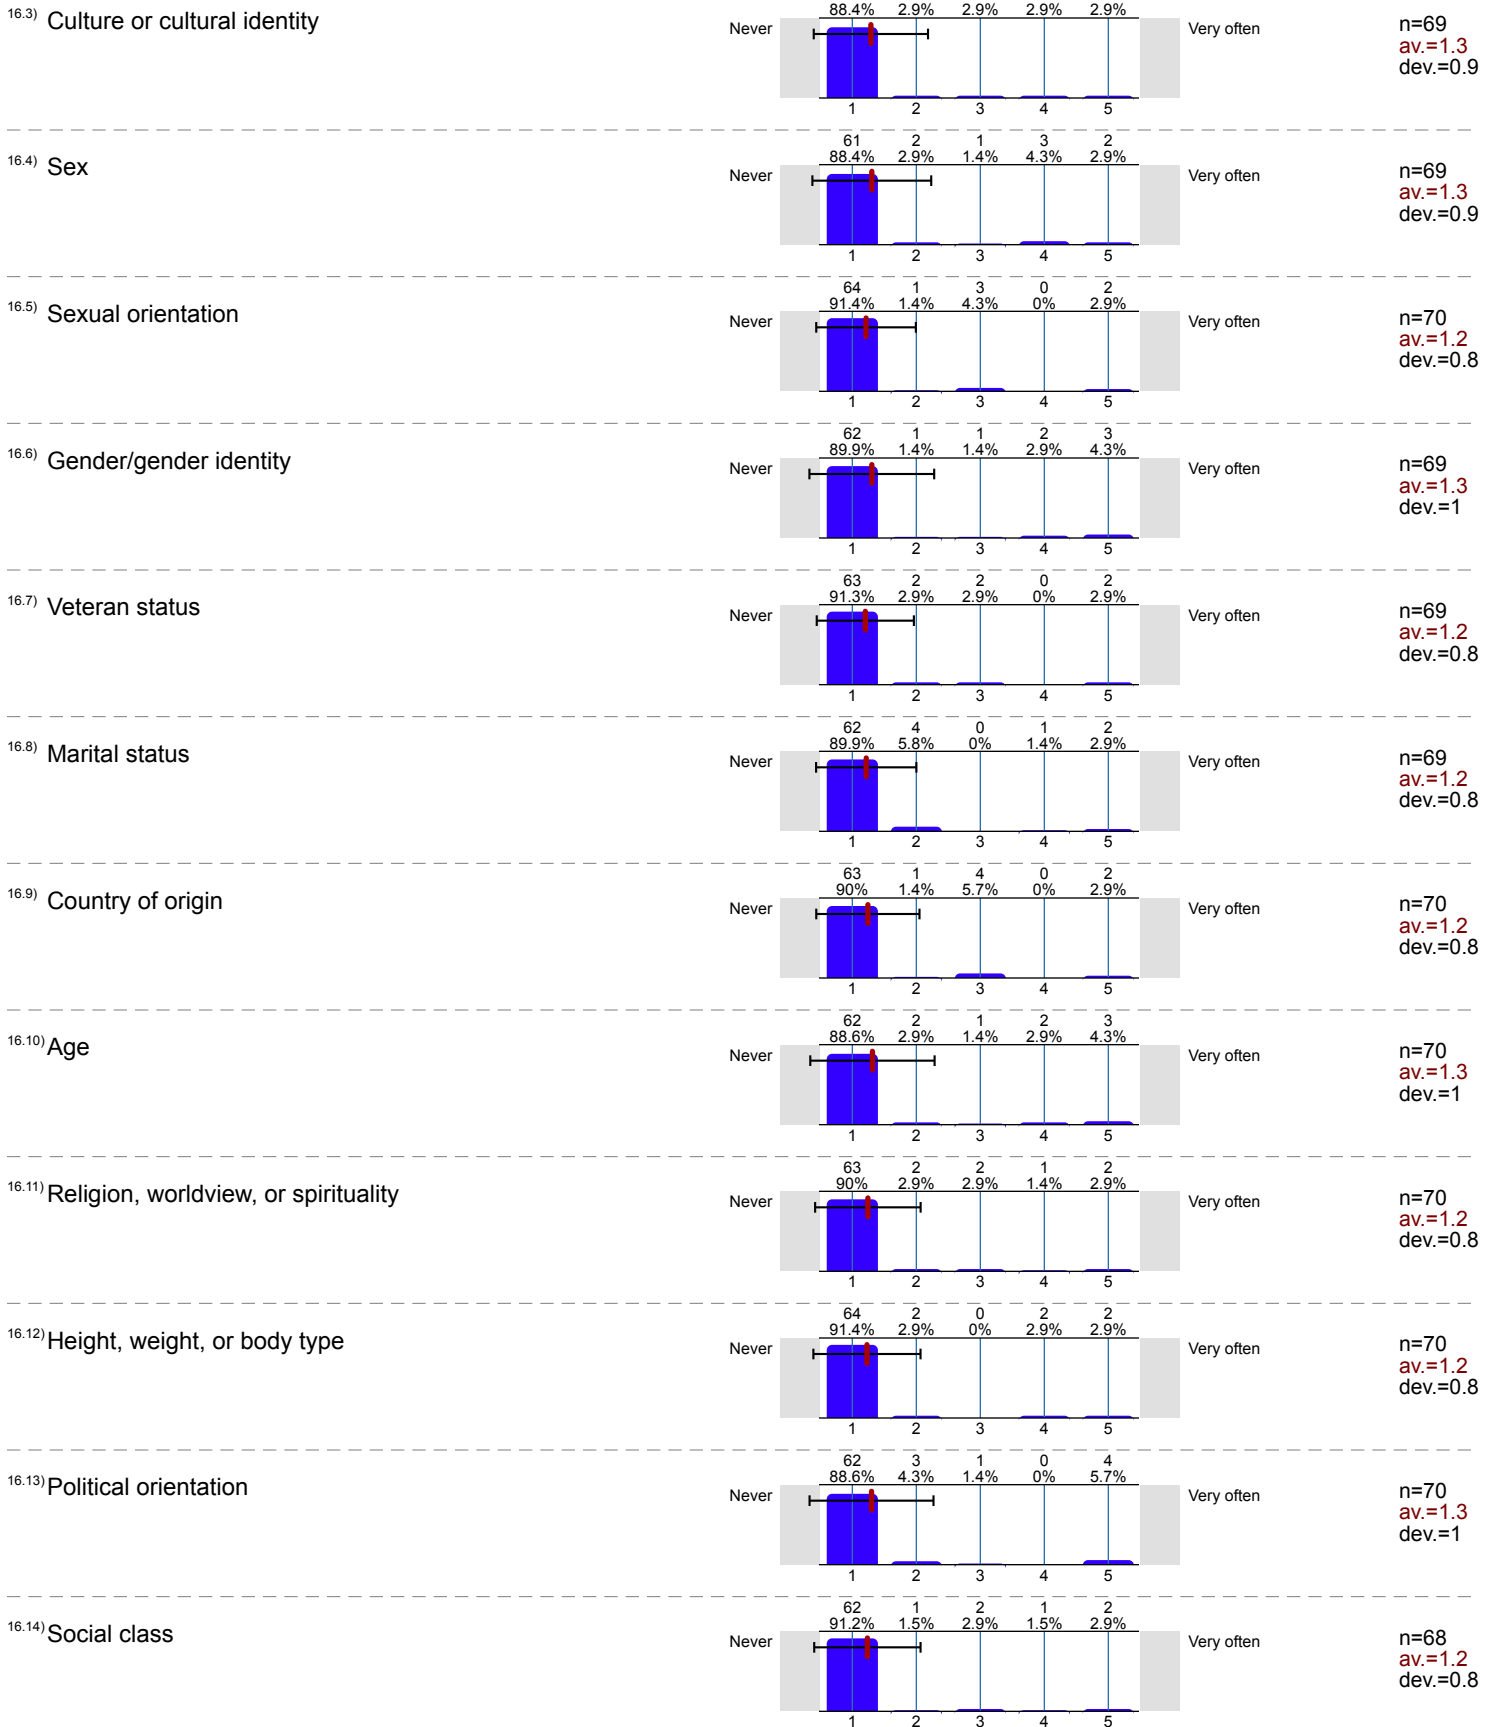 16.3) Culture or cultural identity
88.4% 2.9% 2.9% 2.9% 2.9%
Never Very often
n=69
av.=1.3
dev.=0.9
1 2 3 4 5
16.4) Sex
61 2 1 3 2
88.4% 2.9% 1.4% 4.3% 2.9%
Never Very often
n=69
av.=1.3
dev.=0.9
1 2 3 4 5
16.5) Sexual orientation
64 1 3 0 2
91.4% 1.4% 4.3% 0% 2.9%
Never Very often
n=70
av.=1.2
dev.=0.8
1 2 3 4 5
16.6) Gender/gender identity
62 1 1 2 3
89.9% 1.4% 1.4% 2.9% 4.3%
Never Very often
n=69
av.=1.3
dev.=1
1 2 3 4 5
16.7) Veteran status
63 2 2 0 2
91.3% 2.9% 2.9% 0% 2.9%
Never Very often
n=69
av.=1.2
dev.=0.8
1 2 3 4 5
16.8) Marital status
62 4 0 1 2
89.9% 5.8% 0% 1.4% 2.9%
Never Very often
n=69
av.=1.2
dev.=0.8
1 2 3 4 5
16.9) Country of origin
63 1 4 0 2
90% 1.4% 5.7% 0% 2.9%
Never Very often
n=70
av.=1.2
dev.=0.8
1 2 3 4 5
16.10) Age
62 2 1 2 3
88.6% 2.9% 1.4% 2.9% 4.3%
Never Very often
n=70
av.=1.3
dev.=1
1 2 3 4 5
16.11) Religion, worldview, or spirituality
63 2 2 1 2
90% 2.9% 2.9% 1.4% 2.9%
Never Very often
n=70
av.=1.2
dev.=0.8
1 2 3 4 5
16.12) Height, weight, or body type
64 2 0 2 2
91.4% 2.9% 0% 2.9% 2.9%
Never Very often
n=70
av.=1.2
dev.=0.8
1 2 3 4 5
16.13) Political orientation
62 3 1 0 4
88.6% 4.3% 1.4% 0% 5.7%
Never Very often
n=70
av.=1.3
dev.=1
1 2 3 4 5
16.14) Social class
62 1 2 1 2
91.2% 1.5% 2.9% 1.5% 2.9%
Never Very often
n=68
av.=1.2
dev.=0.8
1 2 3 4 5